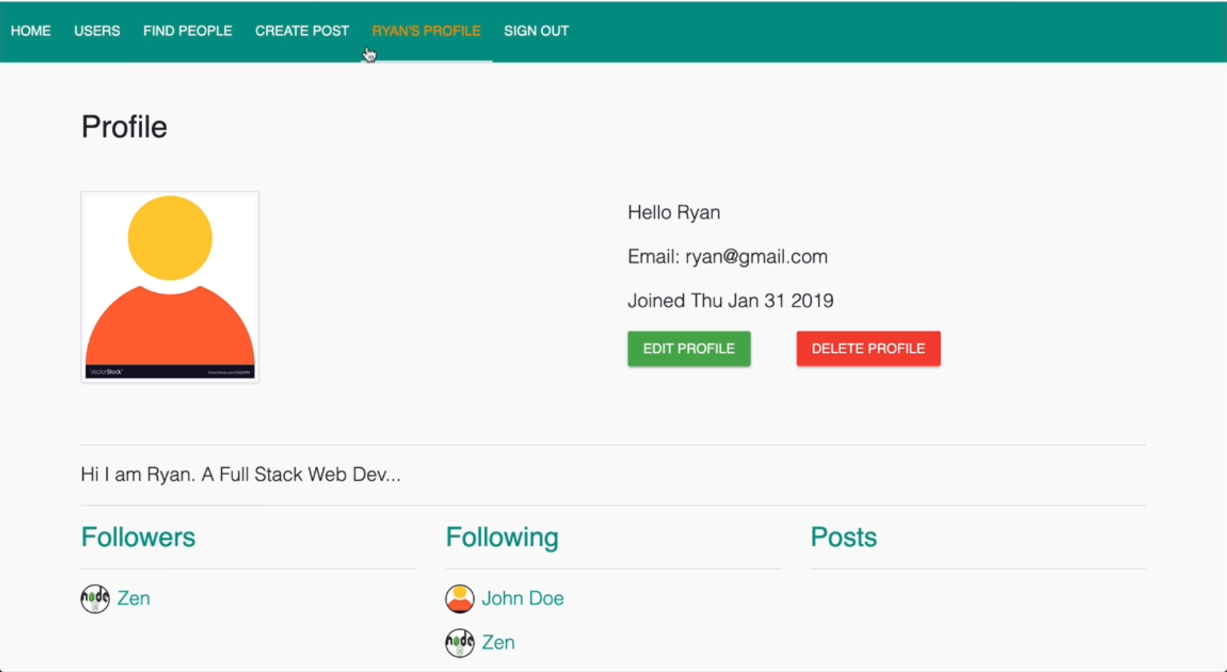 HOME USERS FIND PEOPLE CREATE POST RYAN'S PROFILE SIGN OUT
Profile
VectorStock
Hello Ryan
Email: ryan@gmail.com
Joined Thu Jan 31 2019
EDIT PROFILE DELETE PROFILE
Hi I am Ryan. A Full Stack Web Dev...
Followers Following Posts
node Zen
John Doe
node Zen